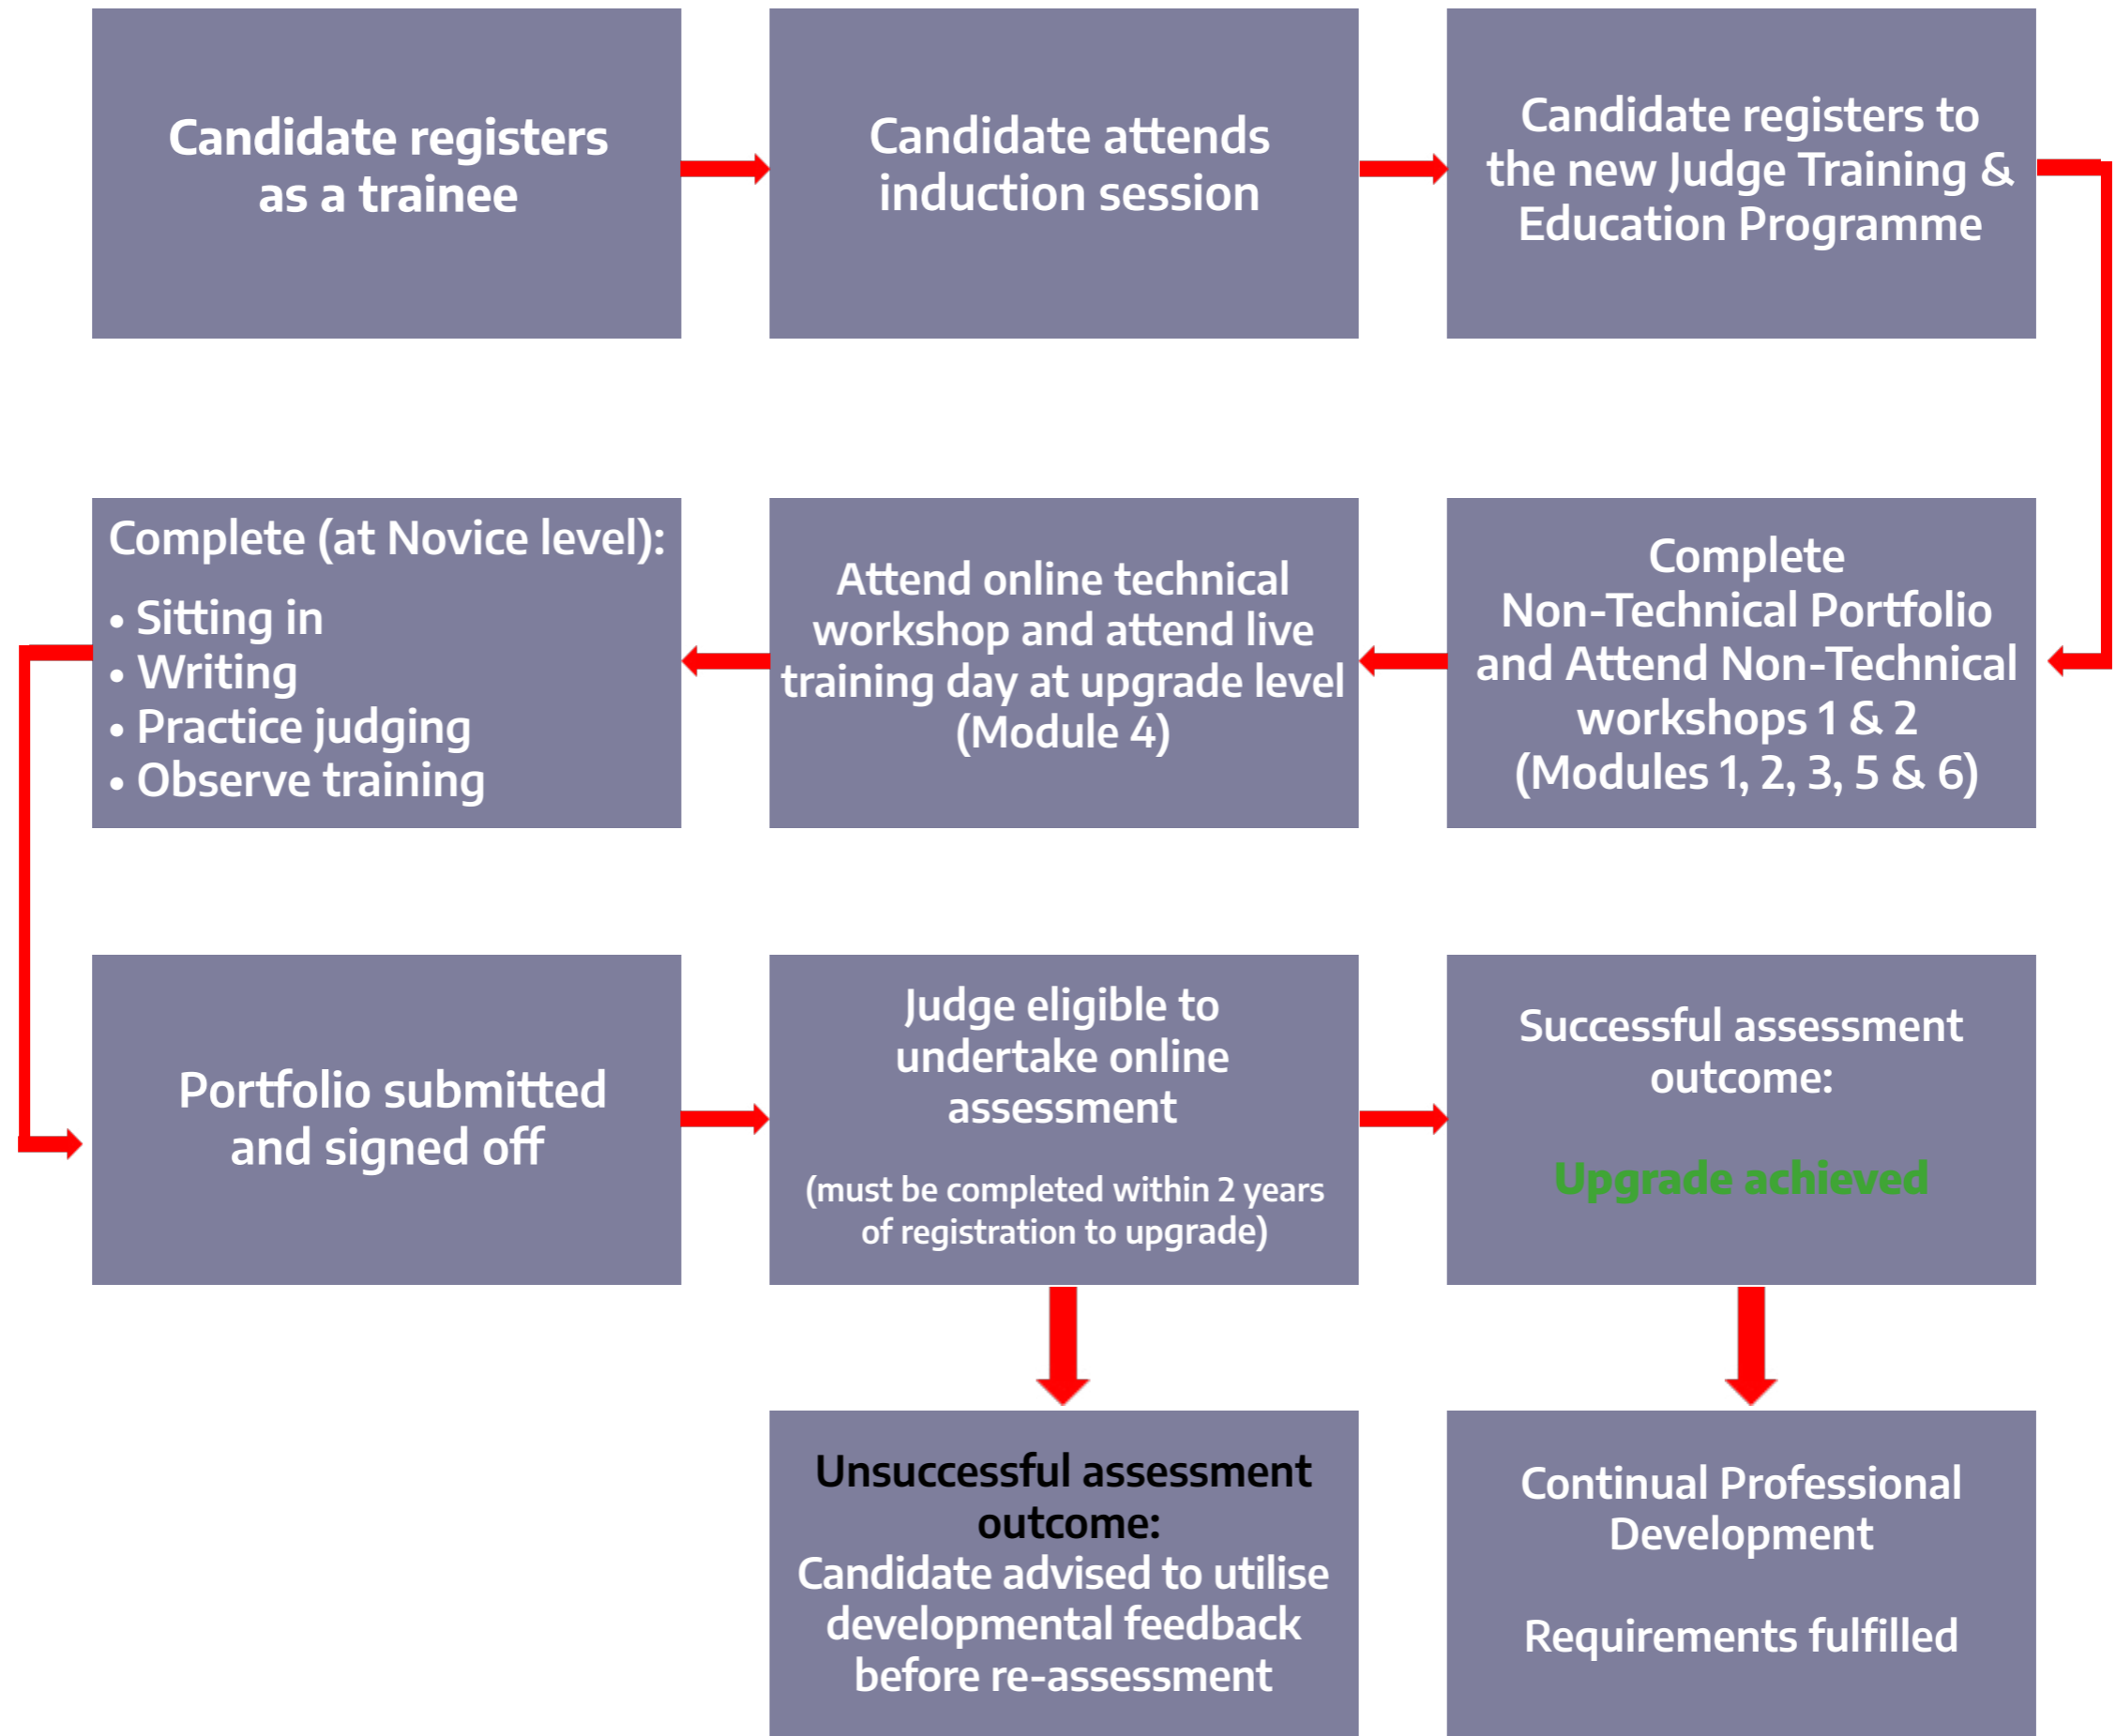 Candidate registers
as a trainee
Candidate attends
induction session
Candidate registers to
the new Judge Training &
Education Programme
Complete
Non-Technical Portfolio
and Attend Non-Technical
workshops 1 & 2
(Modules 1, 2, 3, 5 & 6)
Attend online technical
workshop and attend live
training day at upgrade level
(Module 4)
Complete (at Novice level):
• Sitting in
• Writing
• Practice judging
• Observe training
Portfolio submitted
and signed off
Judge eligible to
undertake online
assessment
(must be completed within 2 years
of registration to upgrade)
Successful assessment
outcome:
Upgrade achieved
Unsuccessful assessment
outcome:
Candidate advised to utilise
developmental feedback
before re-assessment
Continual Professional
Development
Requirements fulfilled